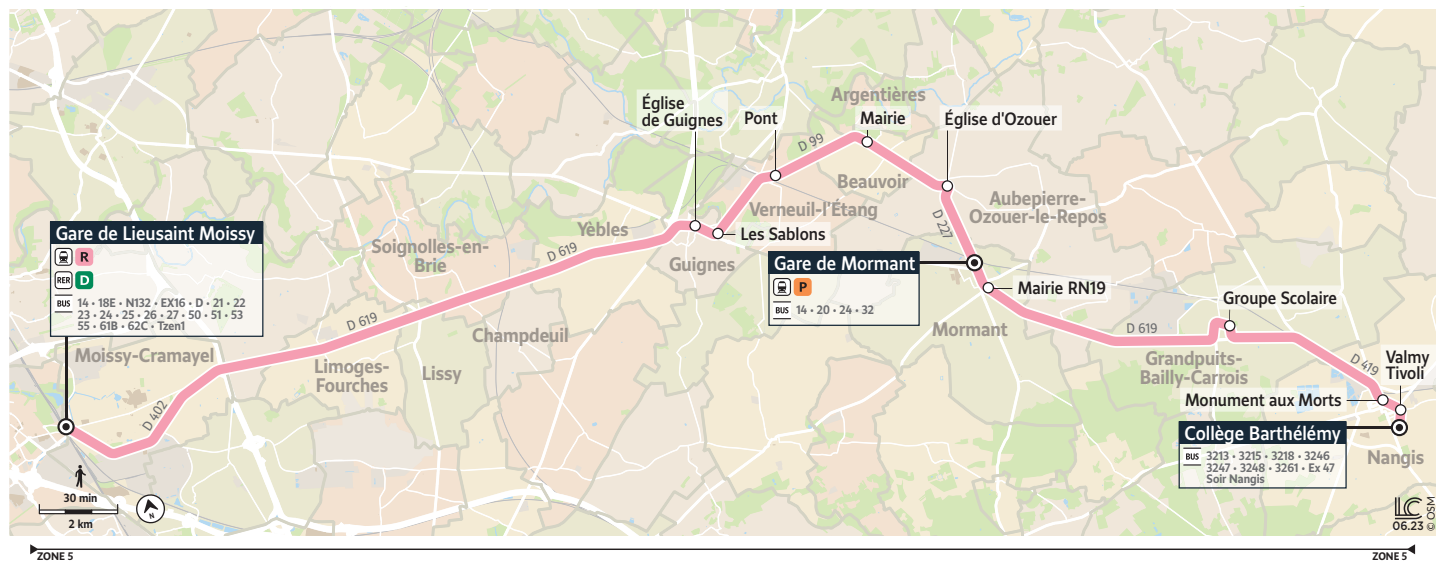 Argentières
Église
de Guignes
Pont
Mairie
Église d'Ozouer
D 99
Beauvoir
Aubepierre-
Ozouer-le-Repos
Verneuil-l'Étang
D 227
Gare de Lieusaint Moissy
R
RER D
BUS 14 • 18E • N132 • EX16 • D • 21 • 22
23 • 24 • 25 • 26 • 27 • 50 • 51 • 53
55 • 61B • 62C • Tzen1
Soignolles-en-
Brie
Yèbles
D 619
Les Sablons
Guignes
Gare de Mormant
P
BUS 14 • 20 • 24 • 32
Mairie RN19
Groupe Scolaire
D 619
Champdeuil
Mormant
D 619
Moissy-Cramayel
Limoges-
Fourches
Lissy
Grandpuits-
Bailly-Carrois
D 419
Valmy
Tivoli
D 402
Monument aux Morts
Collège Barthélémy
BUS 3213 • 3215 • 3218 • 3246
3247 • 3248 • 3261 • Ex 47
Soir Nangis
Nangis
30 min
2 km
N
LC
06.23
© OSM
ZONE 5
ZONE 5